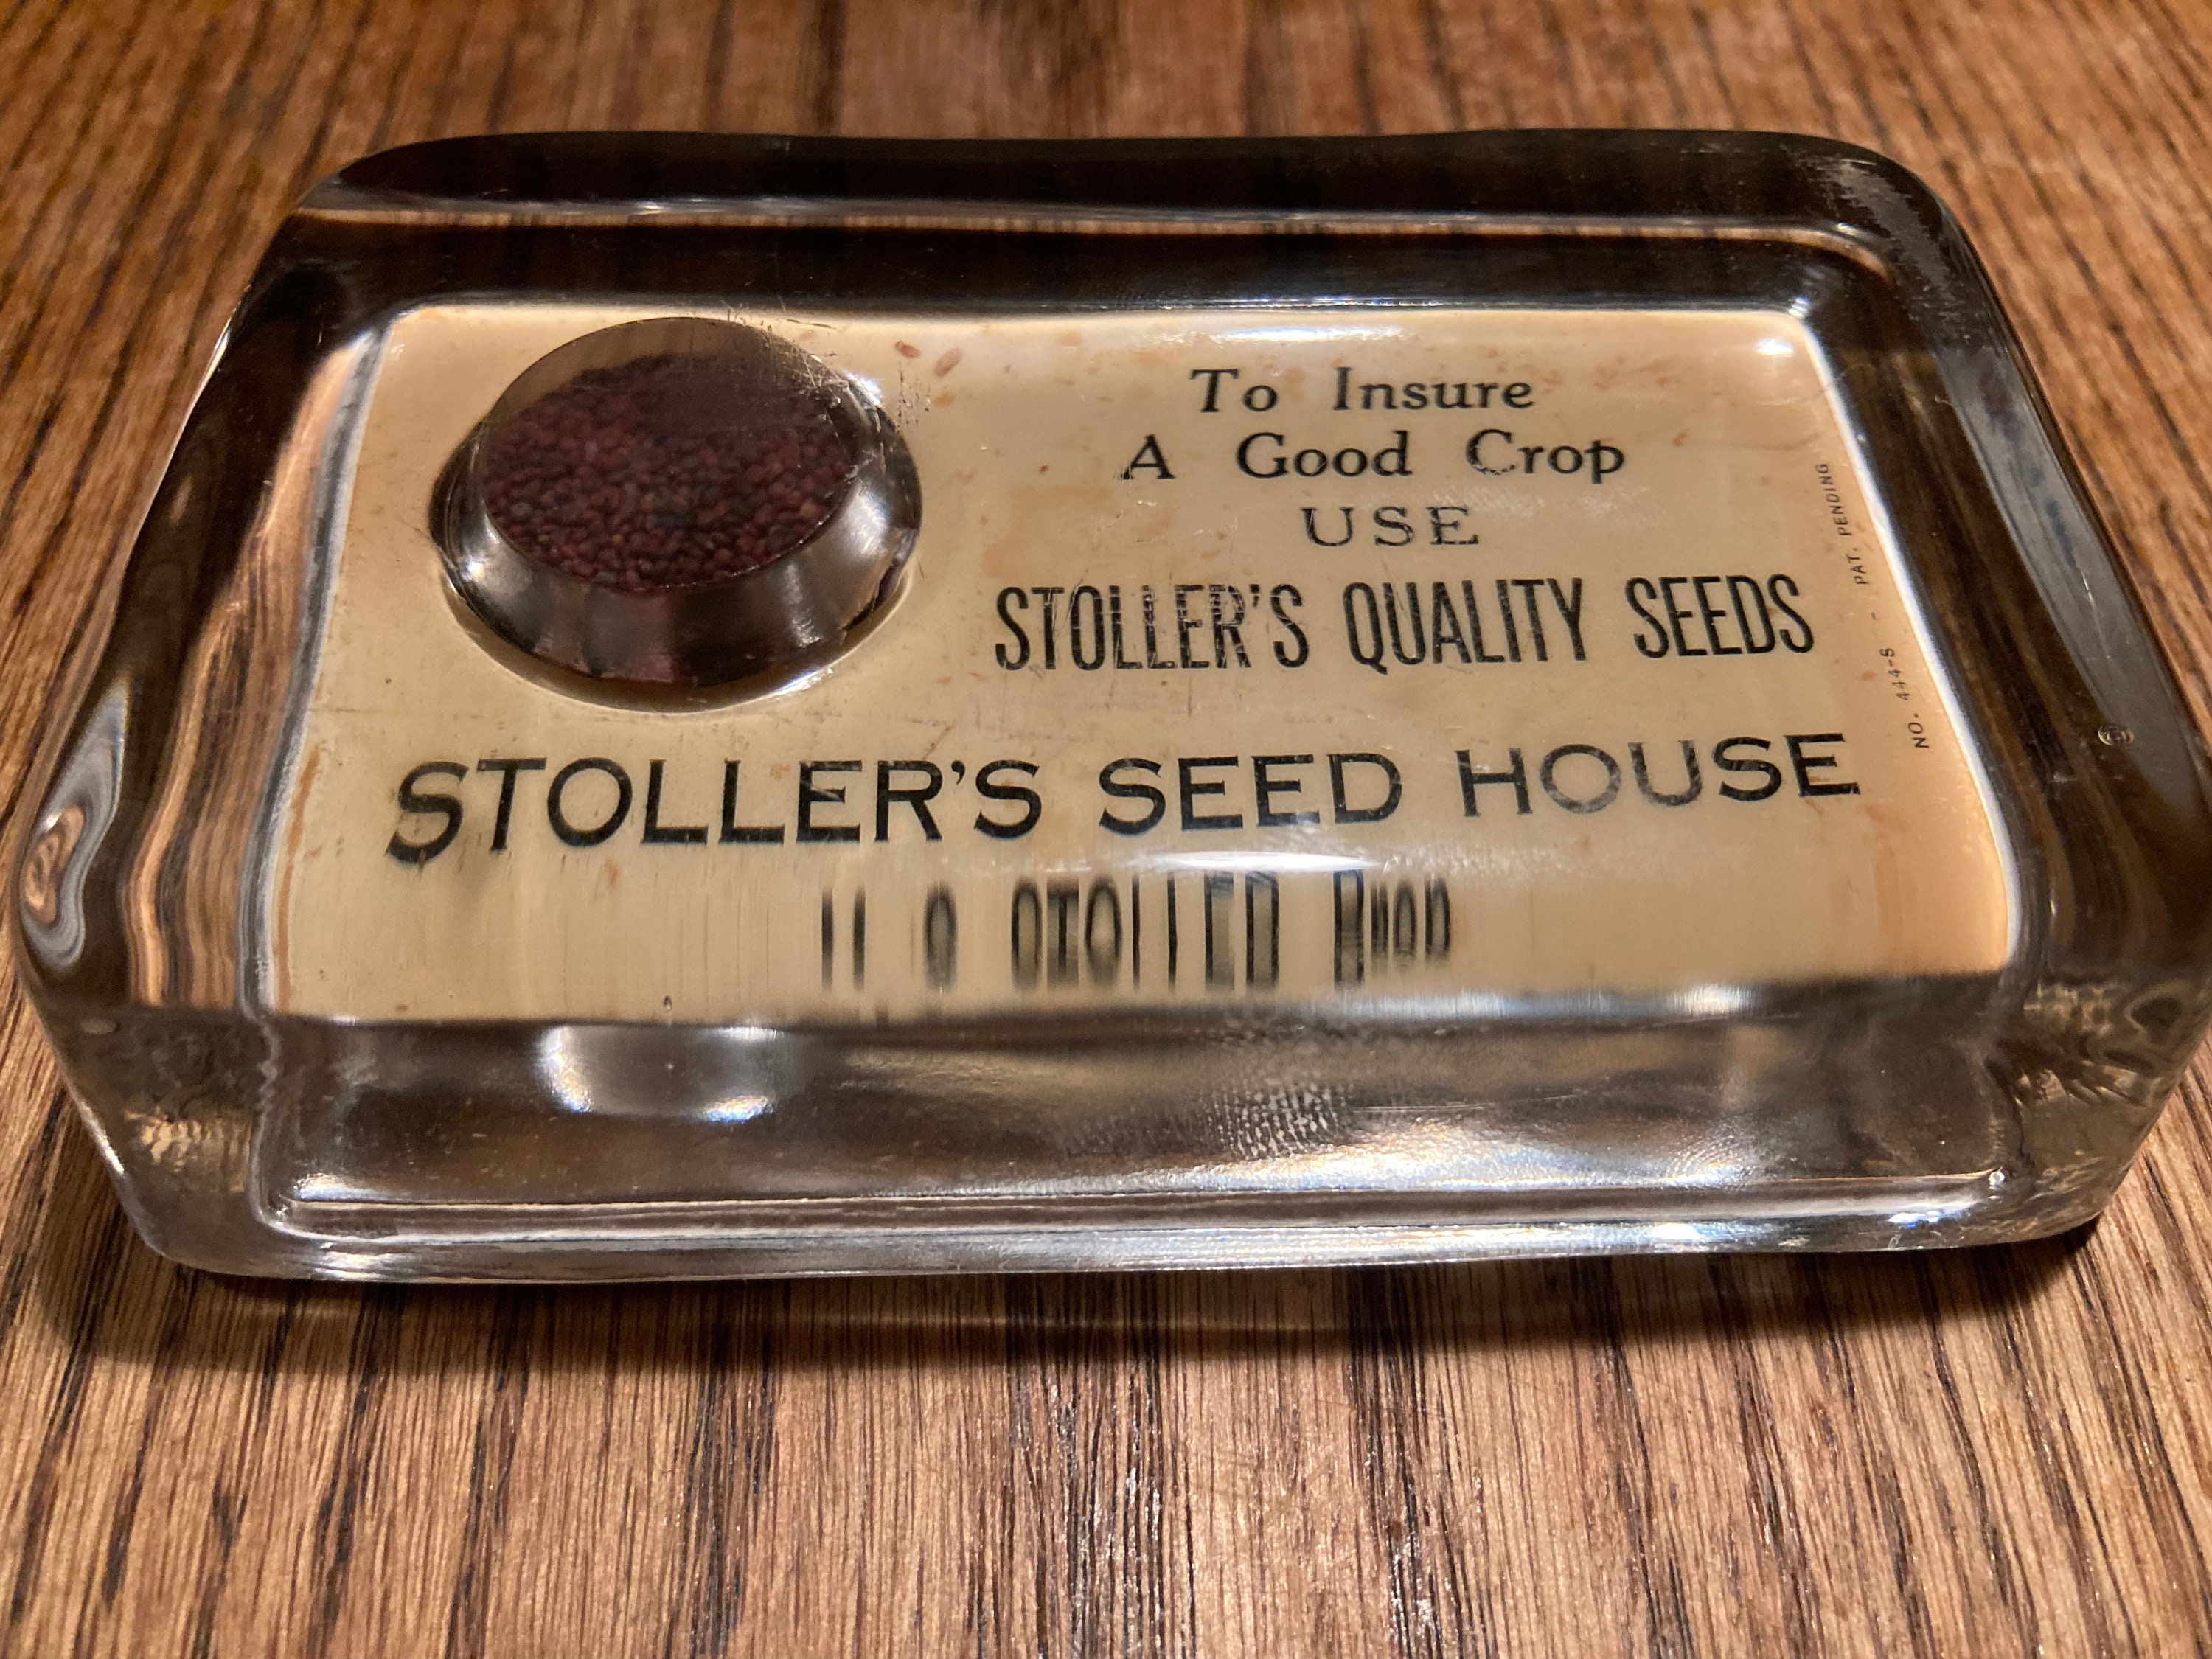 To Insure
A Good Crop
USE
STOLLER'S QUALITY SEEDS
STOLLER'S SEED HOUSE
NO. 444-S - PAT. PENDING